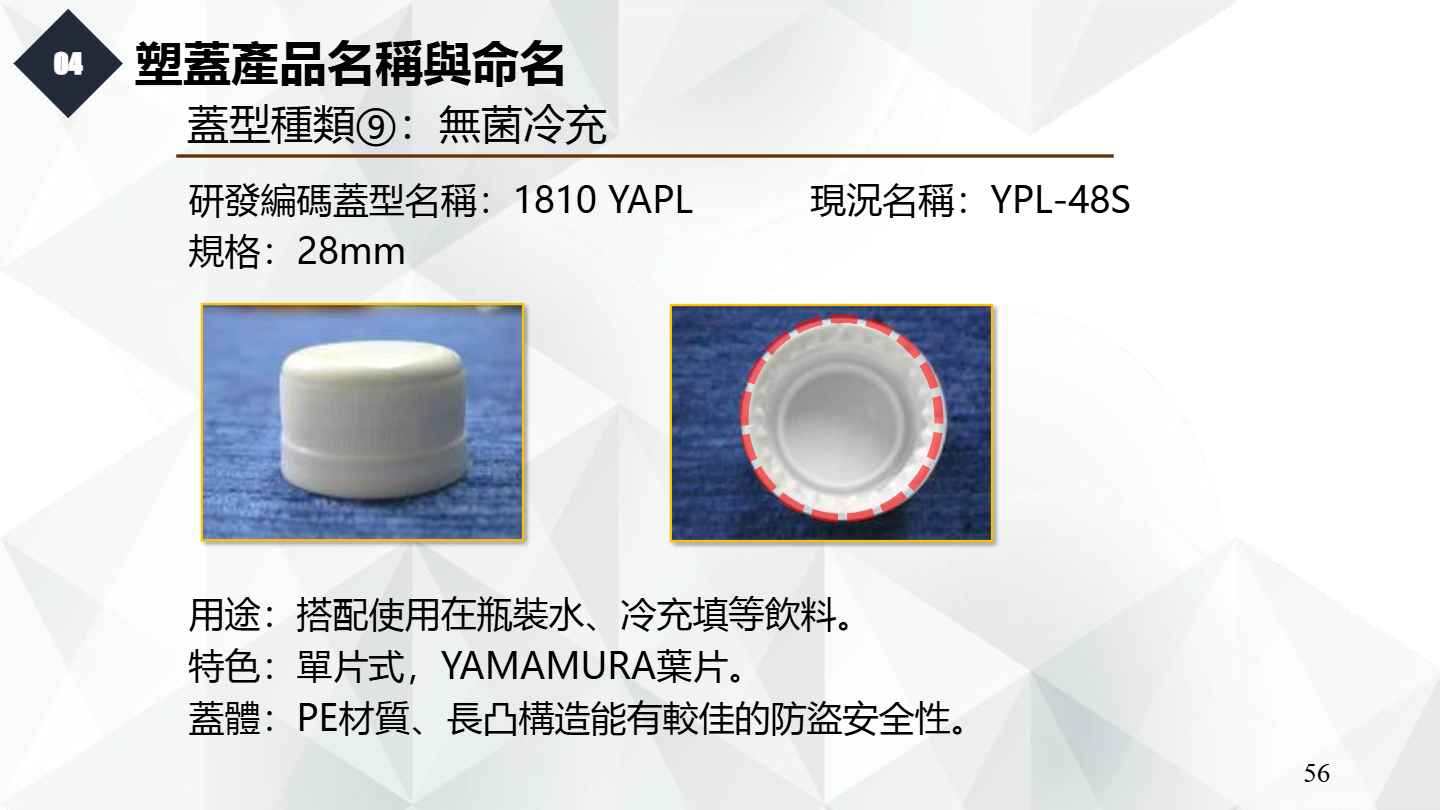 04
塑蓋產品名稱與命名
蓋型種類⑨：無菌冷充
研發編碼蓋型名稱：1810 YAPL 現況名稱：YPL-48S
規格：28mm
用途：搭配使用在瓶裝水、冷充填等飲料。
特色：單片式，YAMAMURA葉片。
蓋體：PE材質、長凸構造能有較佳的防盜安全性。
56